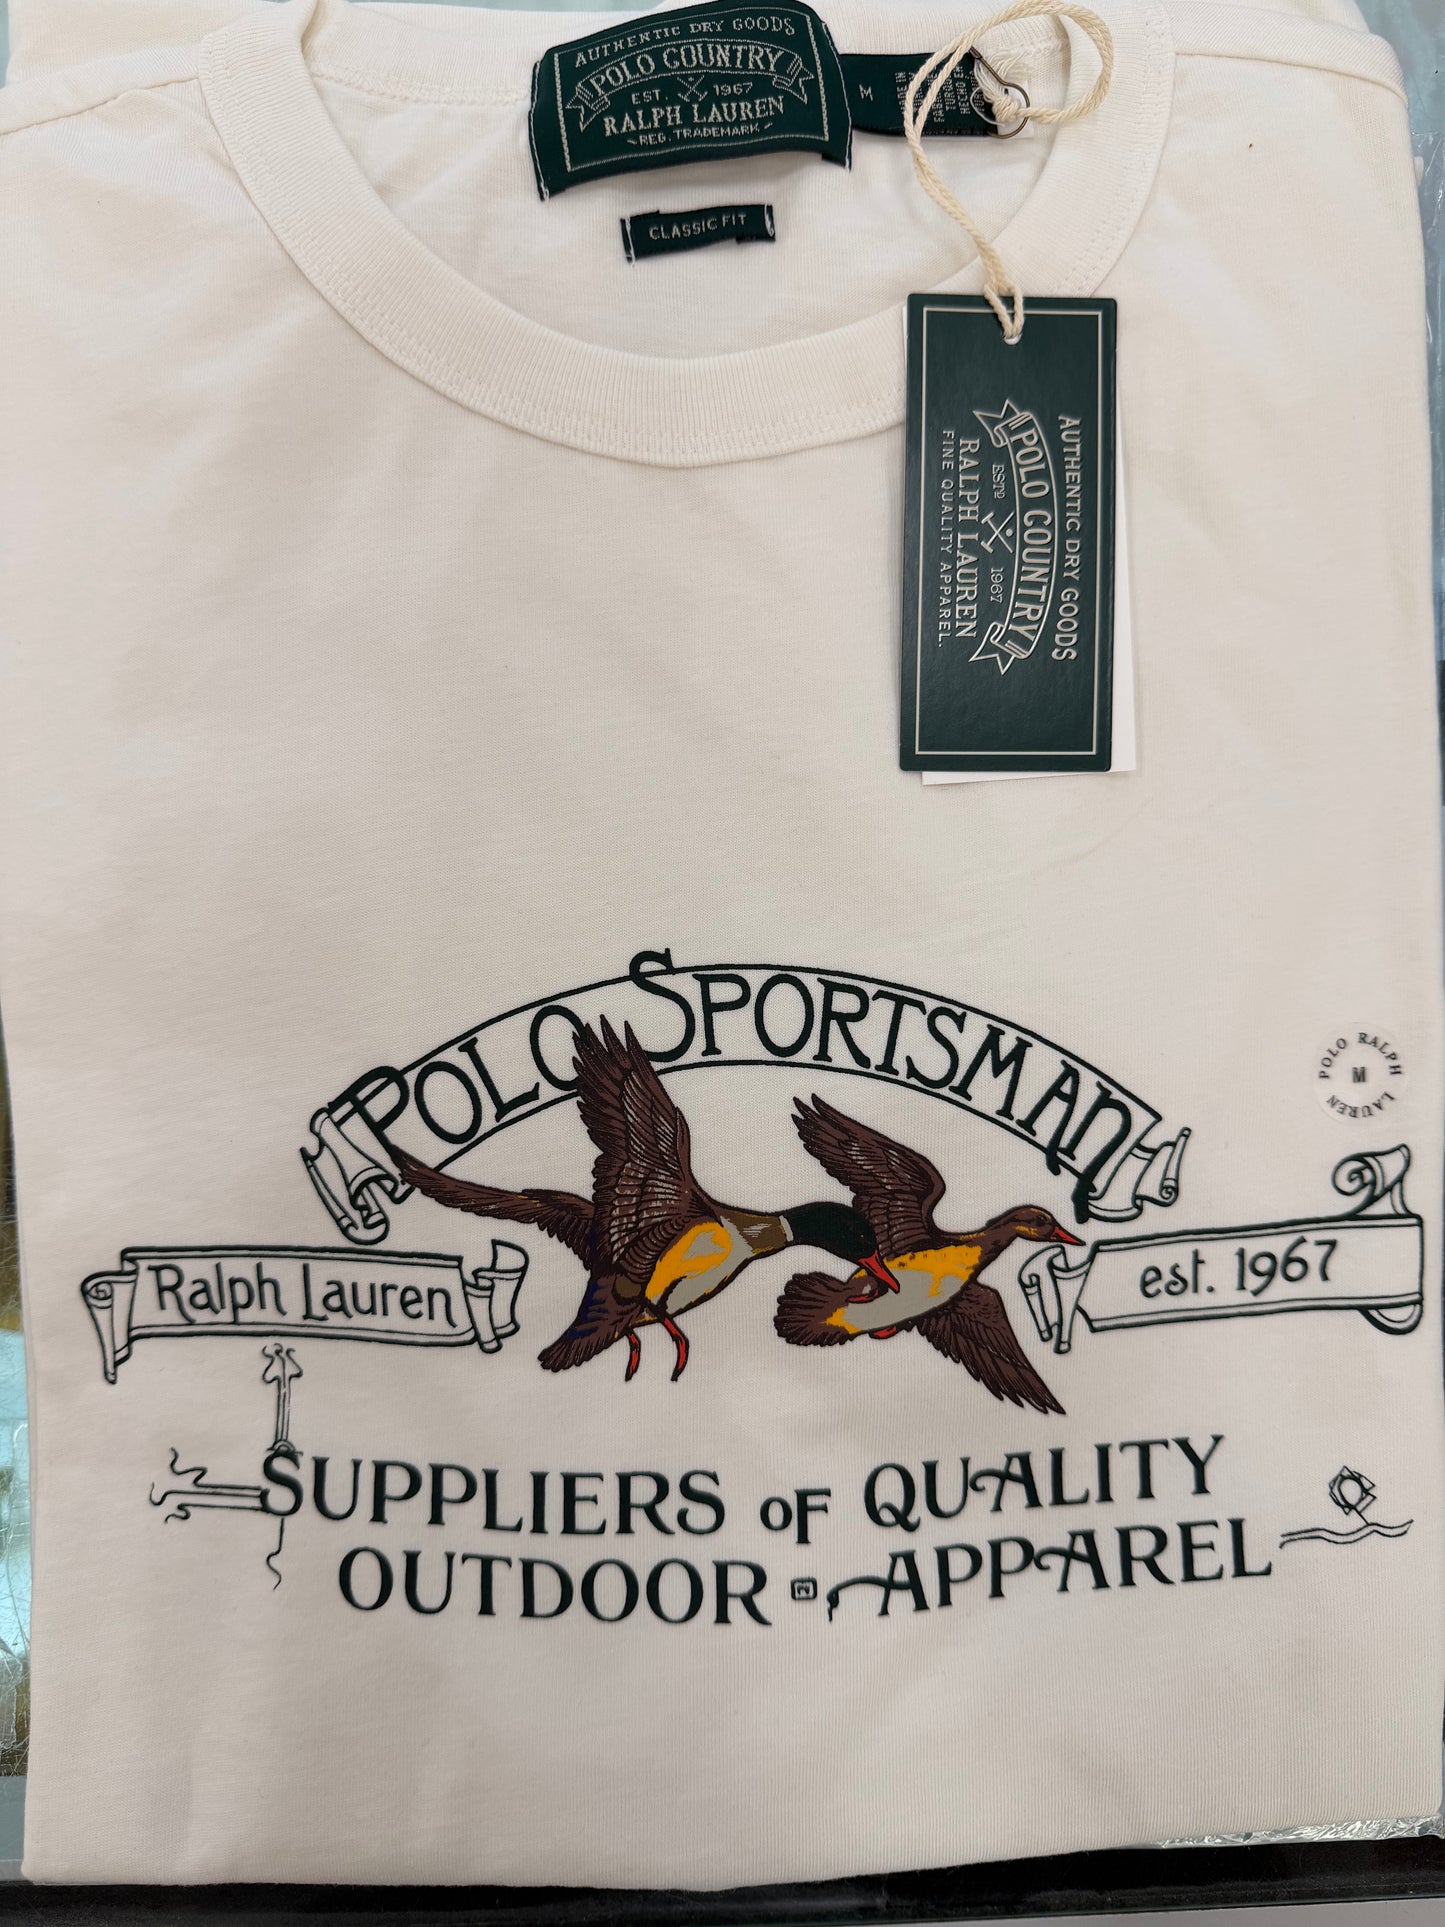 AUTHENTIC DRY GOODS
POLO COUNTRY
EST. 1967
RALPH LAUREN
REG. TRADEMARK
M
CLASSIC FIT
AUTHENTIC DRY GOODS
POLO COUNTRY
ESTD 1967
RALPH LAUREN
FINE QUALITY APPAREL.
POLO SPORTSMAN
POLO RALPH LAUREN
M
Ralph Lauren
est. 1967
SUPPLIERS OF QUALITY
OUTDOOR APPAREL